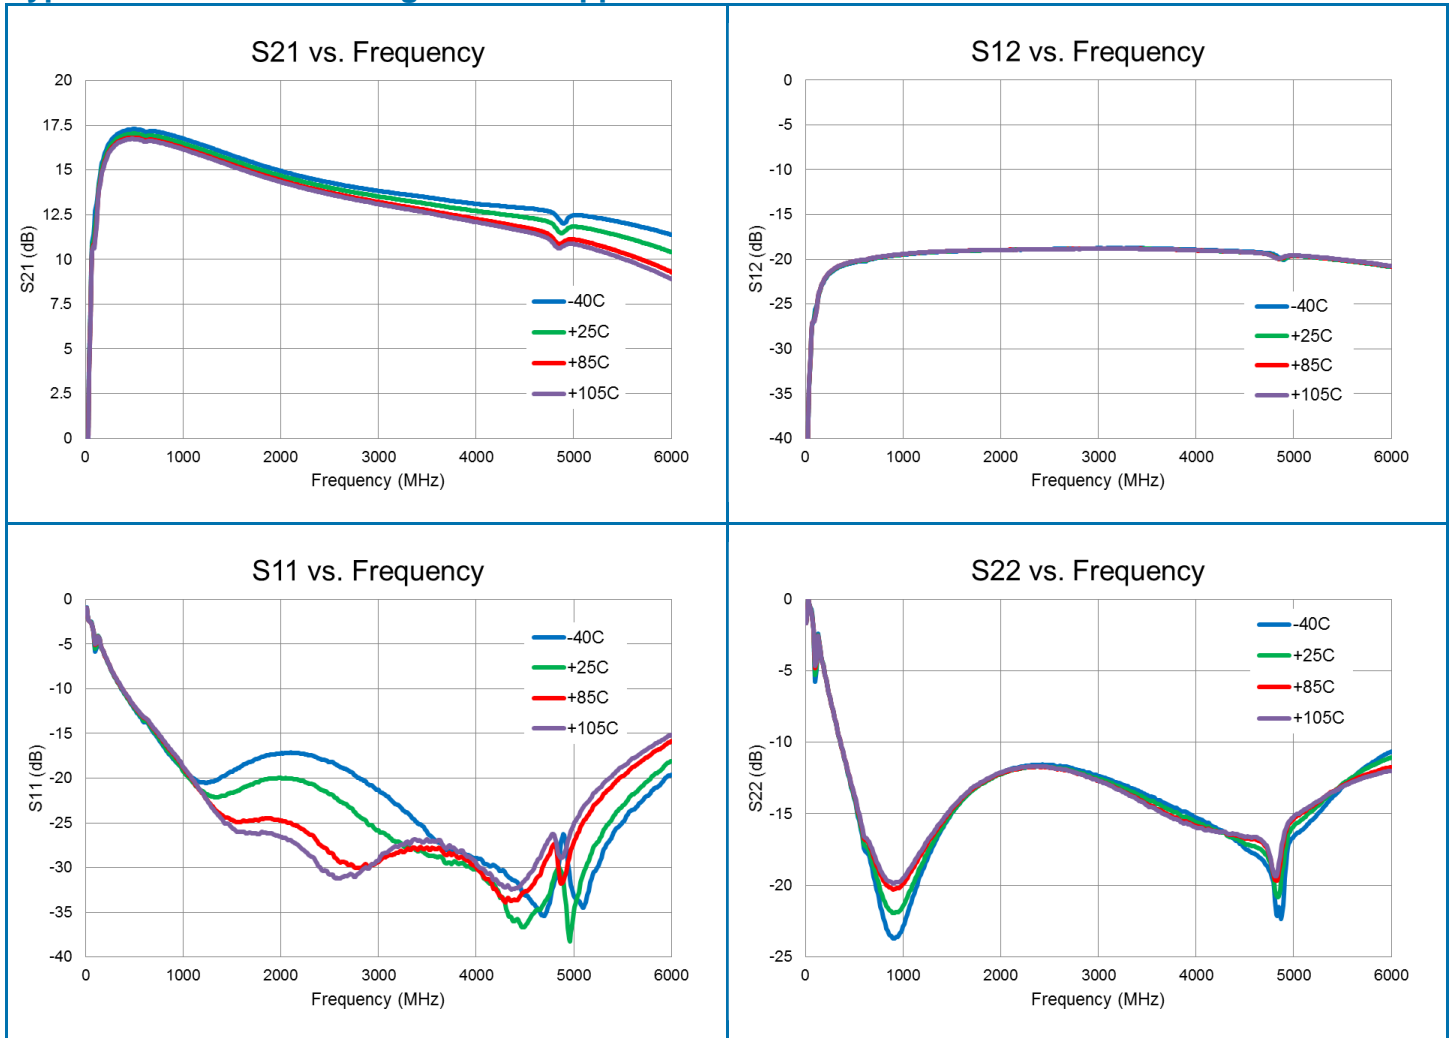 S21 vs. Frequency
20
17.5
15
12.5
10
7.5
5
2.5
0
S21 (dB)
-40C
+25C
+85C
+105C
0 1000 2000 3000 4000 5000 6000
Frequency (MHz)
S12 vs. Frequency
0
-5
-10
-15
-20
-25
-30
-35
-40
S12 (dB)
-40C
+25C
+85C
+105C
0 1000 2000 3000 4000 5000 6000
Frequency (MHz)
S11 vs. Frequency
0
-5
-10
-15
-20
-25
-30
-35
-40
S11 (dB)
-40C
+25C
+85C
+105C
0 1000 2000 3000 4000 5000 6000
Frequency (MHz)
S22 vs. Frequency
0
-5
-10
-15
-20
-25
S22 (dB)
-40C
+25C
+85C
+105C
0 1000 2000 3000 4000 5000 6000
Frequency (MHz)